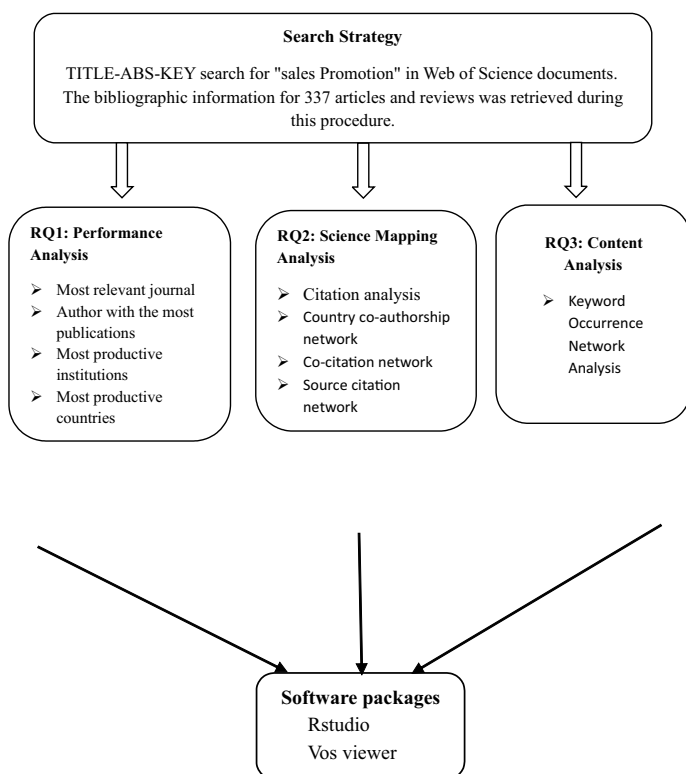 Search Strategy
TITLE-ABS-KEY search for "sales Promotion" in Web of Science documents.
The bibliographic information for 337 articles and reviews was retrieved during
this procedure.
RQ1: Performance
Analysis
➢ Most relevant journal
➢ Author with the most
publications
➢ Most productive
institutions
➢ Most productive
countries
RQ2: Science Mapping
Analysis
➢ Citation analysis
➢ Country co-authorship
network
➢ Co-citation network
➢ Source citation
network
RQ3: Content
Analysis
➢ Keyword
Occurrence
Network
Analysis
Software packages
Rstudio
Vos viewer